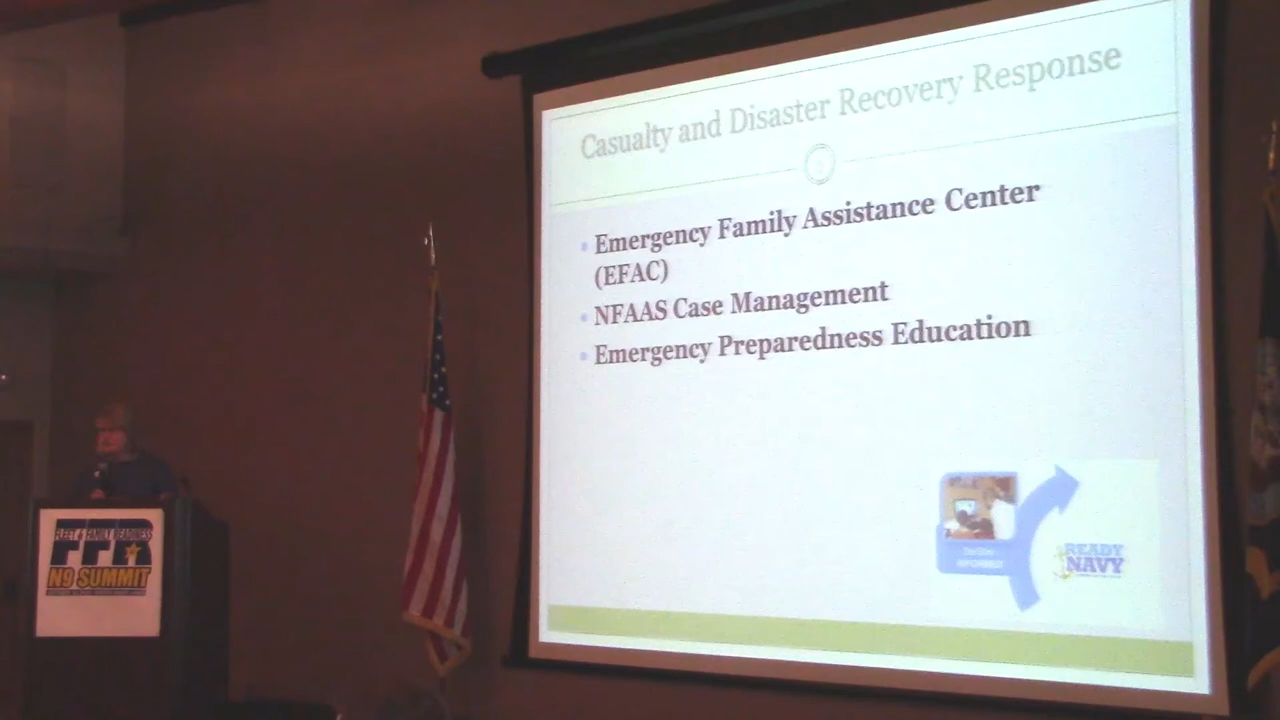 Casualty and Disaster Recovery Response
Emergency Family Assistance Center
(EFAC)
NFAAS Case Management
Emergency Preparedness Education
READY
NAVY
FLEET & FAMILY READINESS
FFR
N9 SUMMIT